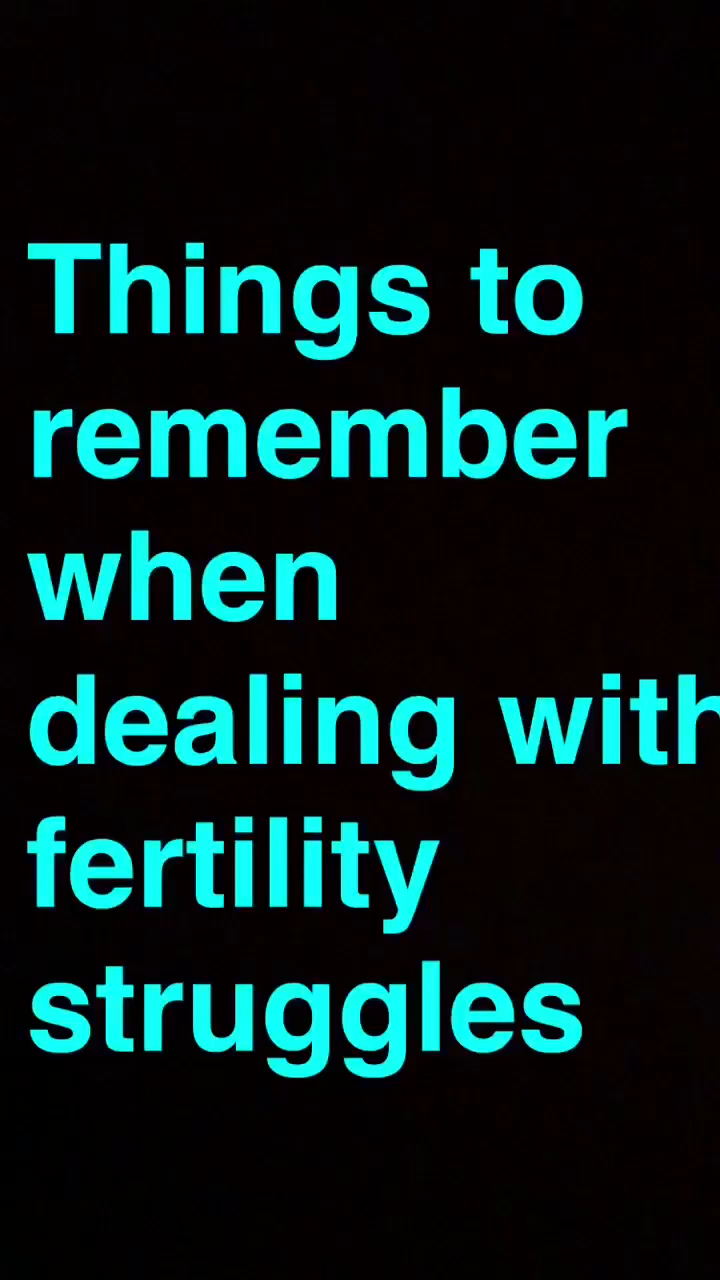 Things to
remember
when
dealing with
fertility
struggles